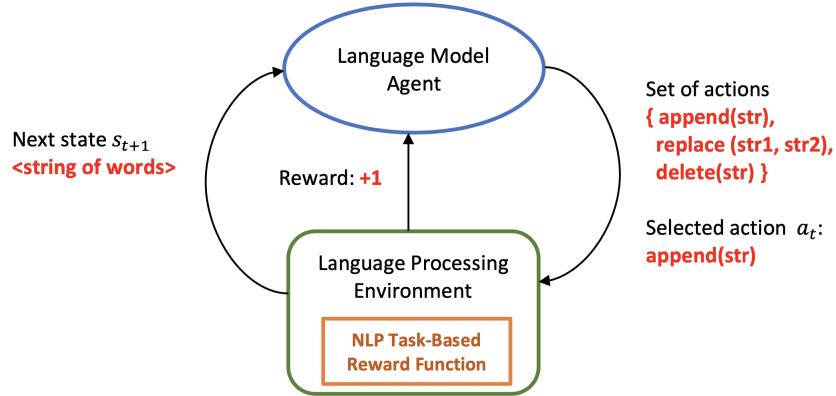 Language Model
Agent
Next state s_{t+1}
<string of words>
Reward: +1
Set of actions
{ append(str),
replace (str1, str2),
delete(str) }
Selected action a_t:
append(str)
Language Processing
Environment
NLP Task-Based
Reward Function